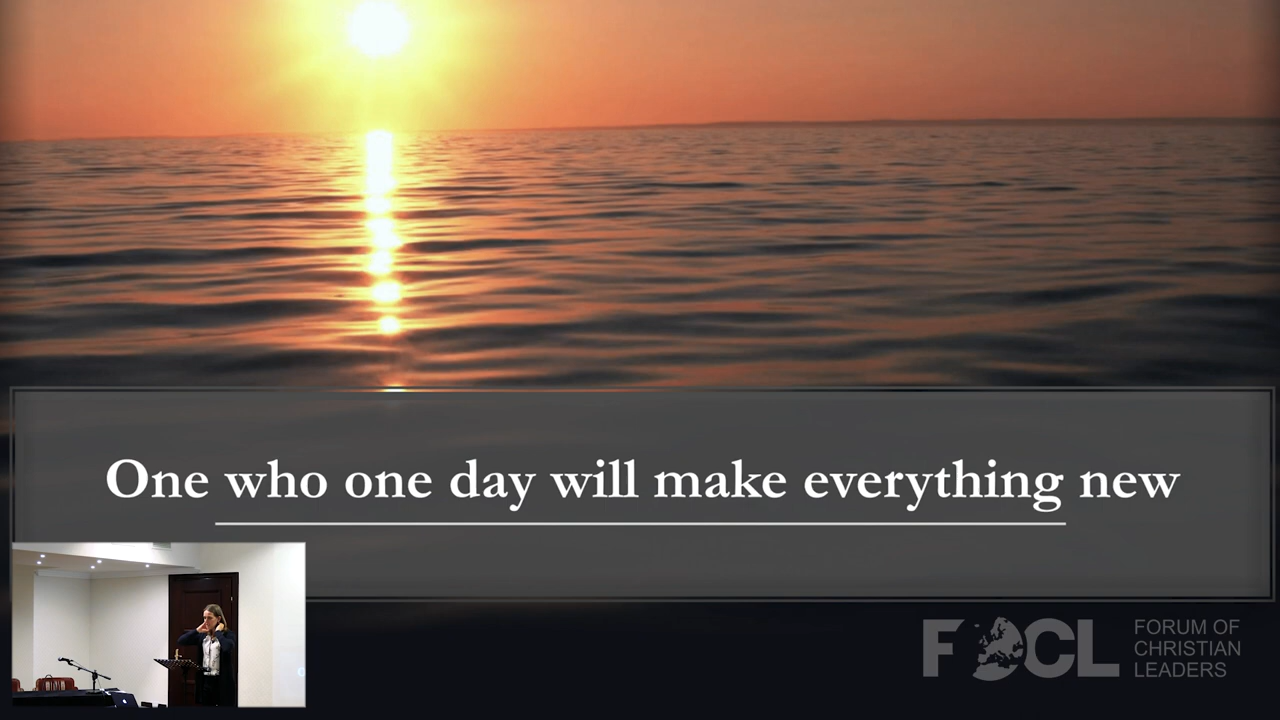 One who one day will make everything new
FOCL
FORUM OF
CHRISTIAN
LEADERS